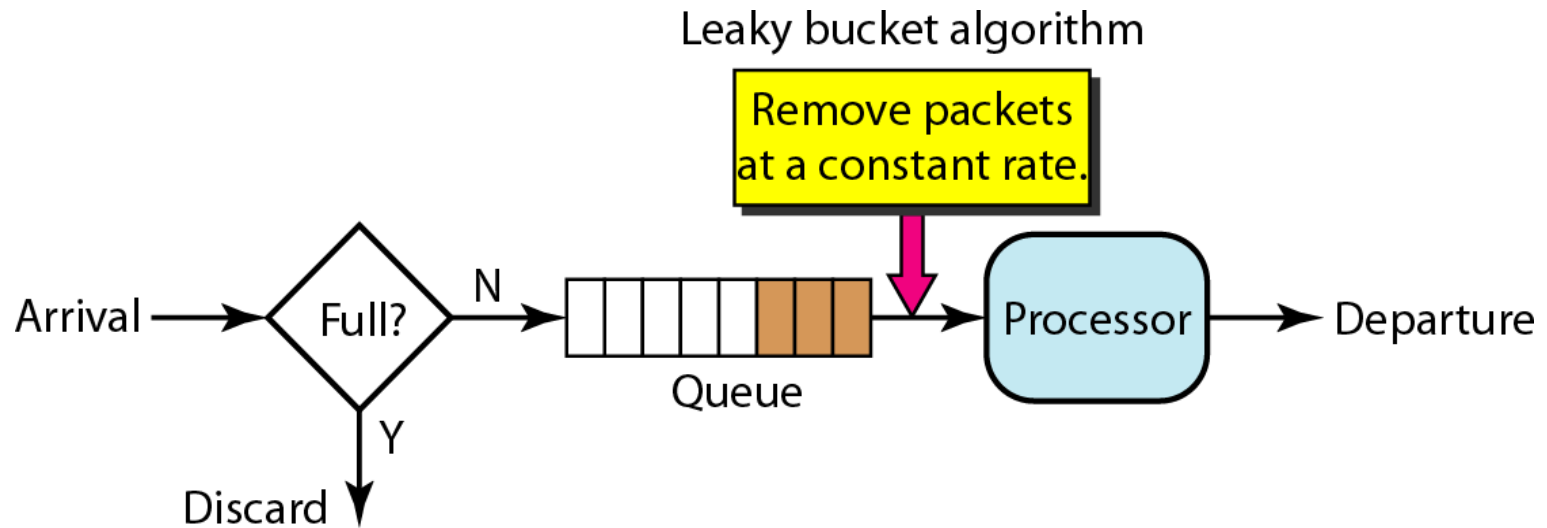 Leaky bucket algorithm
Remove packets
at a constant rate.
Arrival
Full?
N
Y
Discard
Queue
Processor
Departure